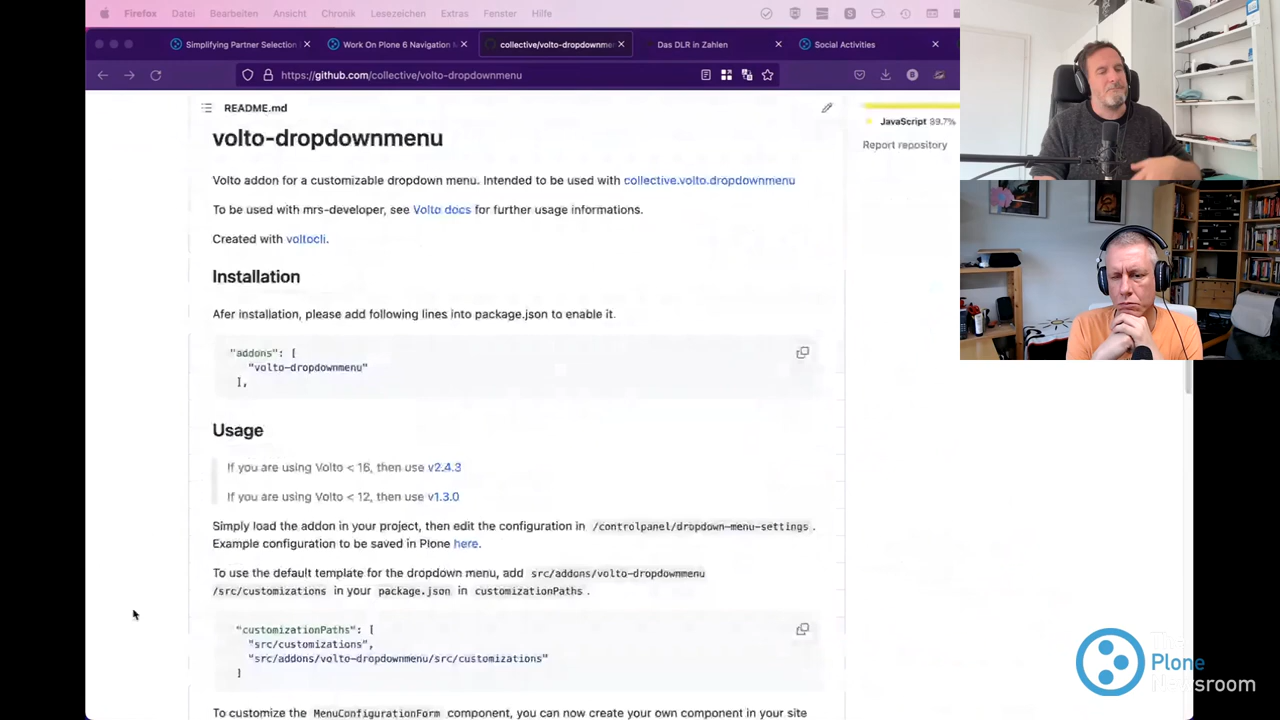 Firefox Datei Bearbeiten Ansicht Chronik Lesezeichen Extras Fenster Hilfe
Simplifying Partner Selection Work On Plone 6 Navigation M collective/volto-dropdownmenu Das DLR in Zahlen Social Activities
https://github.com/collective/volto-dropdownmenu
README.md
JavaScript 89.7%
Report repository
volto-dropdownmenu
Volto addon for a customizable dropdown menu. Intended to be used with collective.volto.dropdownmenu
To be used with mrs-developer, see Volto docs for further usage informations.
Created with voltocli.
Installation
Afer installation, please add following lines into package.json to enable it.
"addons": [
"volto-dropdownmenu"
],
Usage
If you are using Volto < 16, then use v2.4.3
If you are using Volto < 12, then use v1.3.0
Simply load the addon in your project, then edit the configuration in /controlpanel/dropdown-menu-settings .
Example configuration to be saved in Plone here.
To use the default template for the dropdown menu, add src/addons/volto-dropdownmenu
/src/customizations in your package.json in customizationPaths .
"customizationPaths": [
"src/customizations",
"src/addons/volto-dropdownmenu/src/customizations"
]
To customize the MenuConfigurationForm component, you can now create your own component in your site
The
Plone
Newsroom